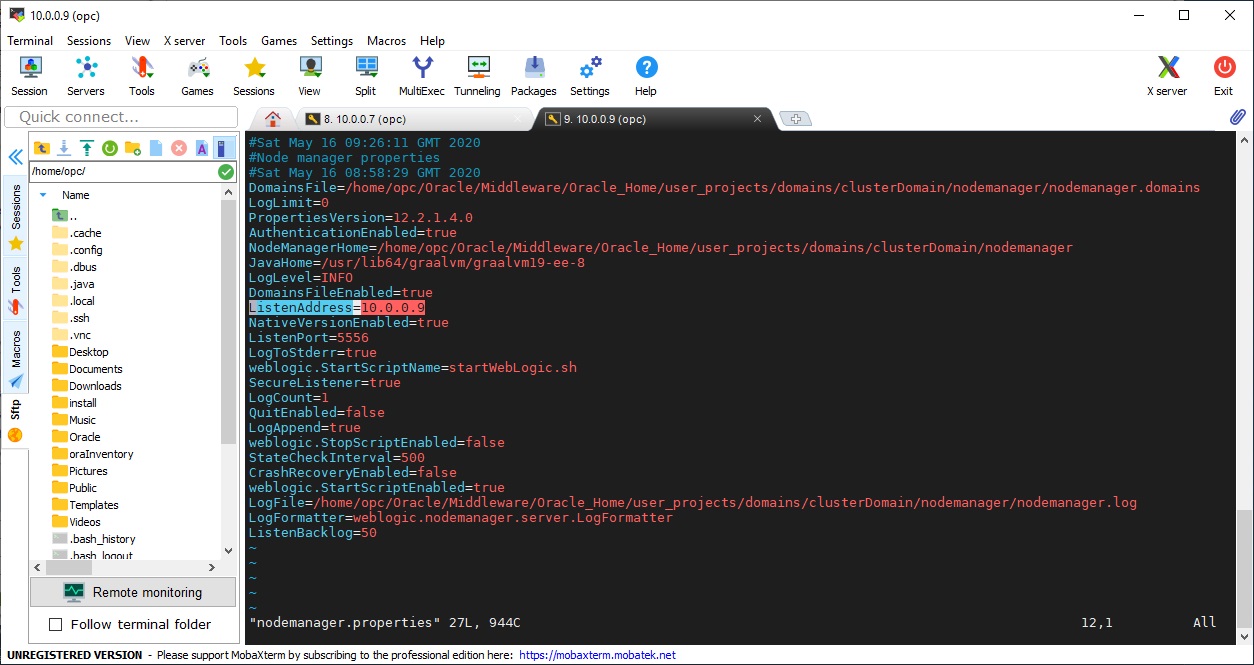 10.0.0.9 (opc)
Terminal Sessions View X server Tools Games Settings Macros Help
Session Servers Tools Games Sessions View Split MultiExec Tunneling Packages Settings Help X server Exit
Quick connect...
8. 10.0.0.7 (opc)
9. 10.0.0.9 (opc)
Sessions
Tools
Macros
Sftp
/home/opc/
Name
..
.cache
.config
.dbus
.java
.local
.ssh
.vnc
Desktop
Documents
Downloads
install
Music
Oracle
oraInventory
Pictures
Public
Templates
Videos
.bash_history
.bash_logout
Remote monitoring
Follow terminal folder
#Sat May 16 09:26:11 GMT 2020
#Node manager properties
#Sat May 16 08:58:29 GMT 2020
DomainsFile=/home/opc/Oracle/Middleware/Oracle_Home/user_projects/domains/clusterDomain/nodemanager/nodemanager.domains
LogLimit=0
PropertiesVersion=12.2.1.4.0
AuthenticationEnabled=true
NodeManagerHome=/home/opc/Oracle/Middleware/Oracle_Home/user_projects/domains/clusterDomain/nodemanager
JavaHome=/usr/lib64/graalvm/graalvm19-ee-8
LogLevel=INFO
DomainsFileEnabled=true
ListenAddress=10.0.0.9
NativeVersionEnabled=true
ListenPort=5556
LogToStderr=true
weblogic.StartScriptName=startWebLogic.sh
SecureListener=true
LogCount=1
QuitEnabled=false
LogAppend=true
weblogic.StopScriptEnabled=false
StateCheckInterval=500
CrashRecoveryEnabled=false
weblogic.StartScriptEnabled=true
LogFile=/home/opc/Oracle/Middleware/Oracle_Home/user_projects/domains/clusterDomain/nodemanager/nodemanager.log
LogFormatter=weblogic.nodemanager.server.LogFormatter
ListenBacklog=50
~
~
~
~
~
"nodemanager.properties" 27L, 944C 12,1 All
UNREGISTERED VERSION - Please support MobaXterm by subscribing to the professional edition here: https://mobaxterm.mobatek.net